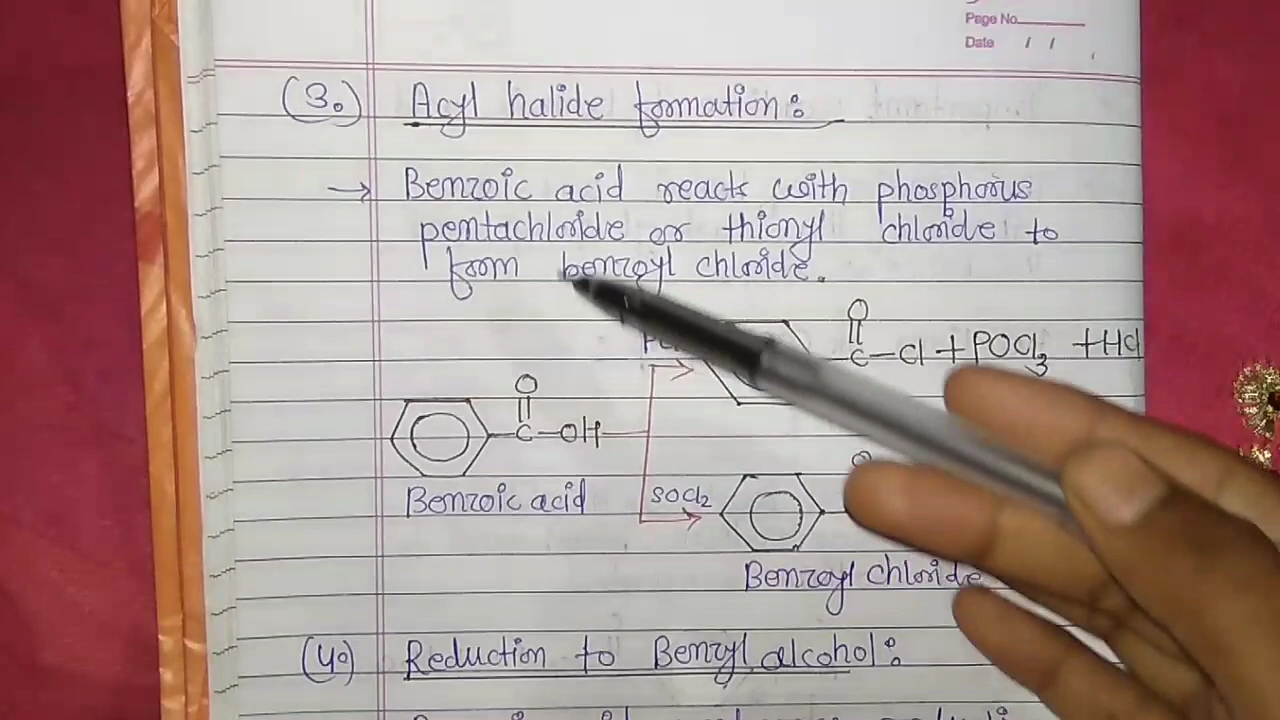 Page No.
Date / /
(3.) Acyl halide formation:
→ Benzoic acid reacts with phosphorus
pentachloride or thionyl chloride to
form benzoyl chloride.
O
C-Cl + POCl3 + HCl
O
C-OH
Benzoic acid
SOCl2
Benzoyl chloride
(4.) Reduction to Benzyl alcohol: